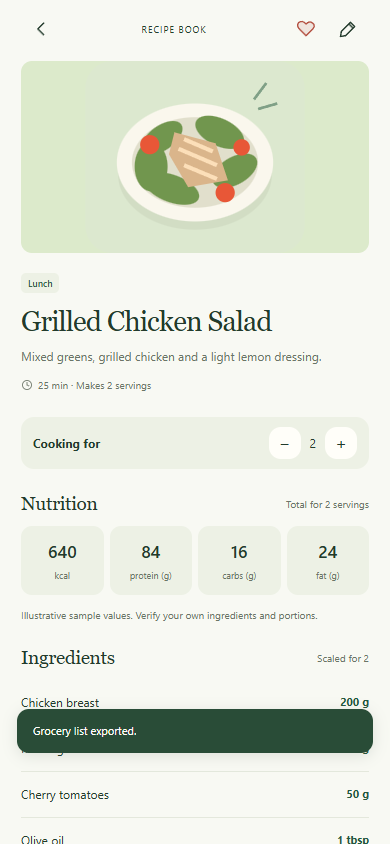 RECIPE BOOK
Lunch
Grilled Chicken Salad
Mixed greens, grilled chicken and a light lemon dressing.
25 min · Makes 2 servings
Cooking for
− 2 +
Nutrition
Total for 2 servings
640 84 16 24
kcal protein (g) carbs (g) fat (g)
Illustrative sample values. Verify your own ingredients and portions.
Ingredients
Scaled for 2
Chicken breast 200 g
Grocery list exported.
Cherry tomatoes 50 g
Olive oil 1 tbsp